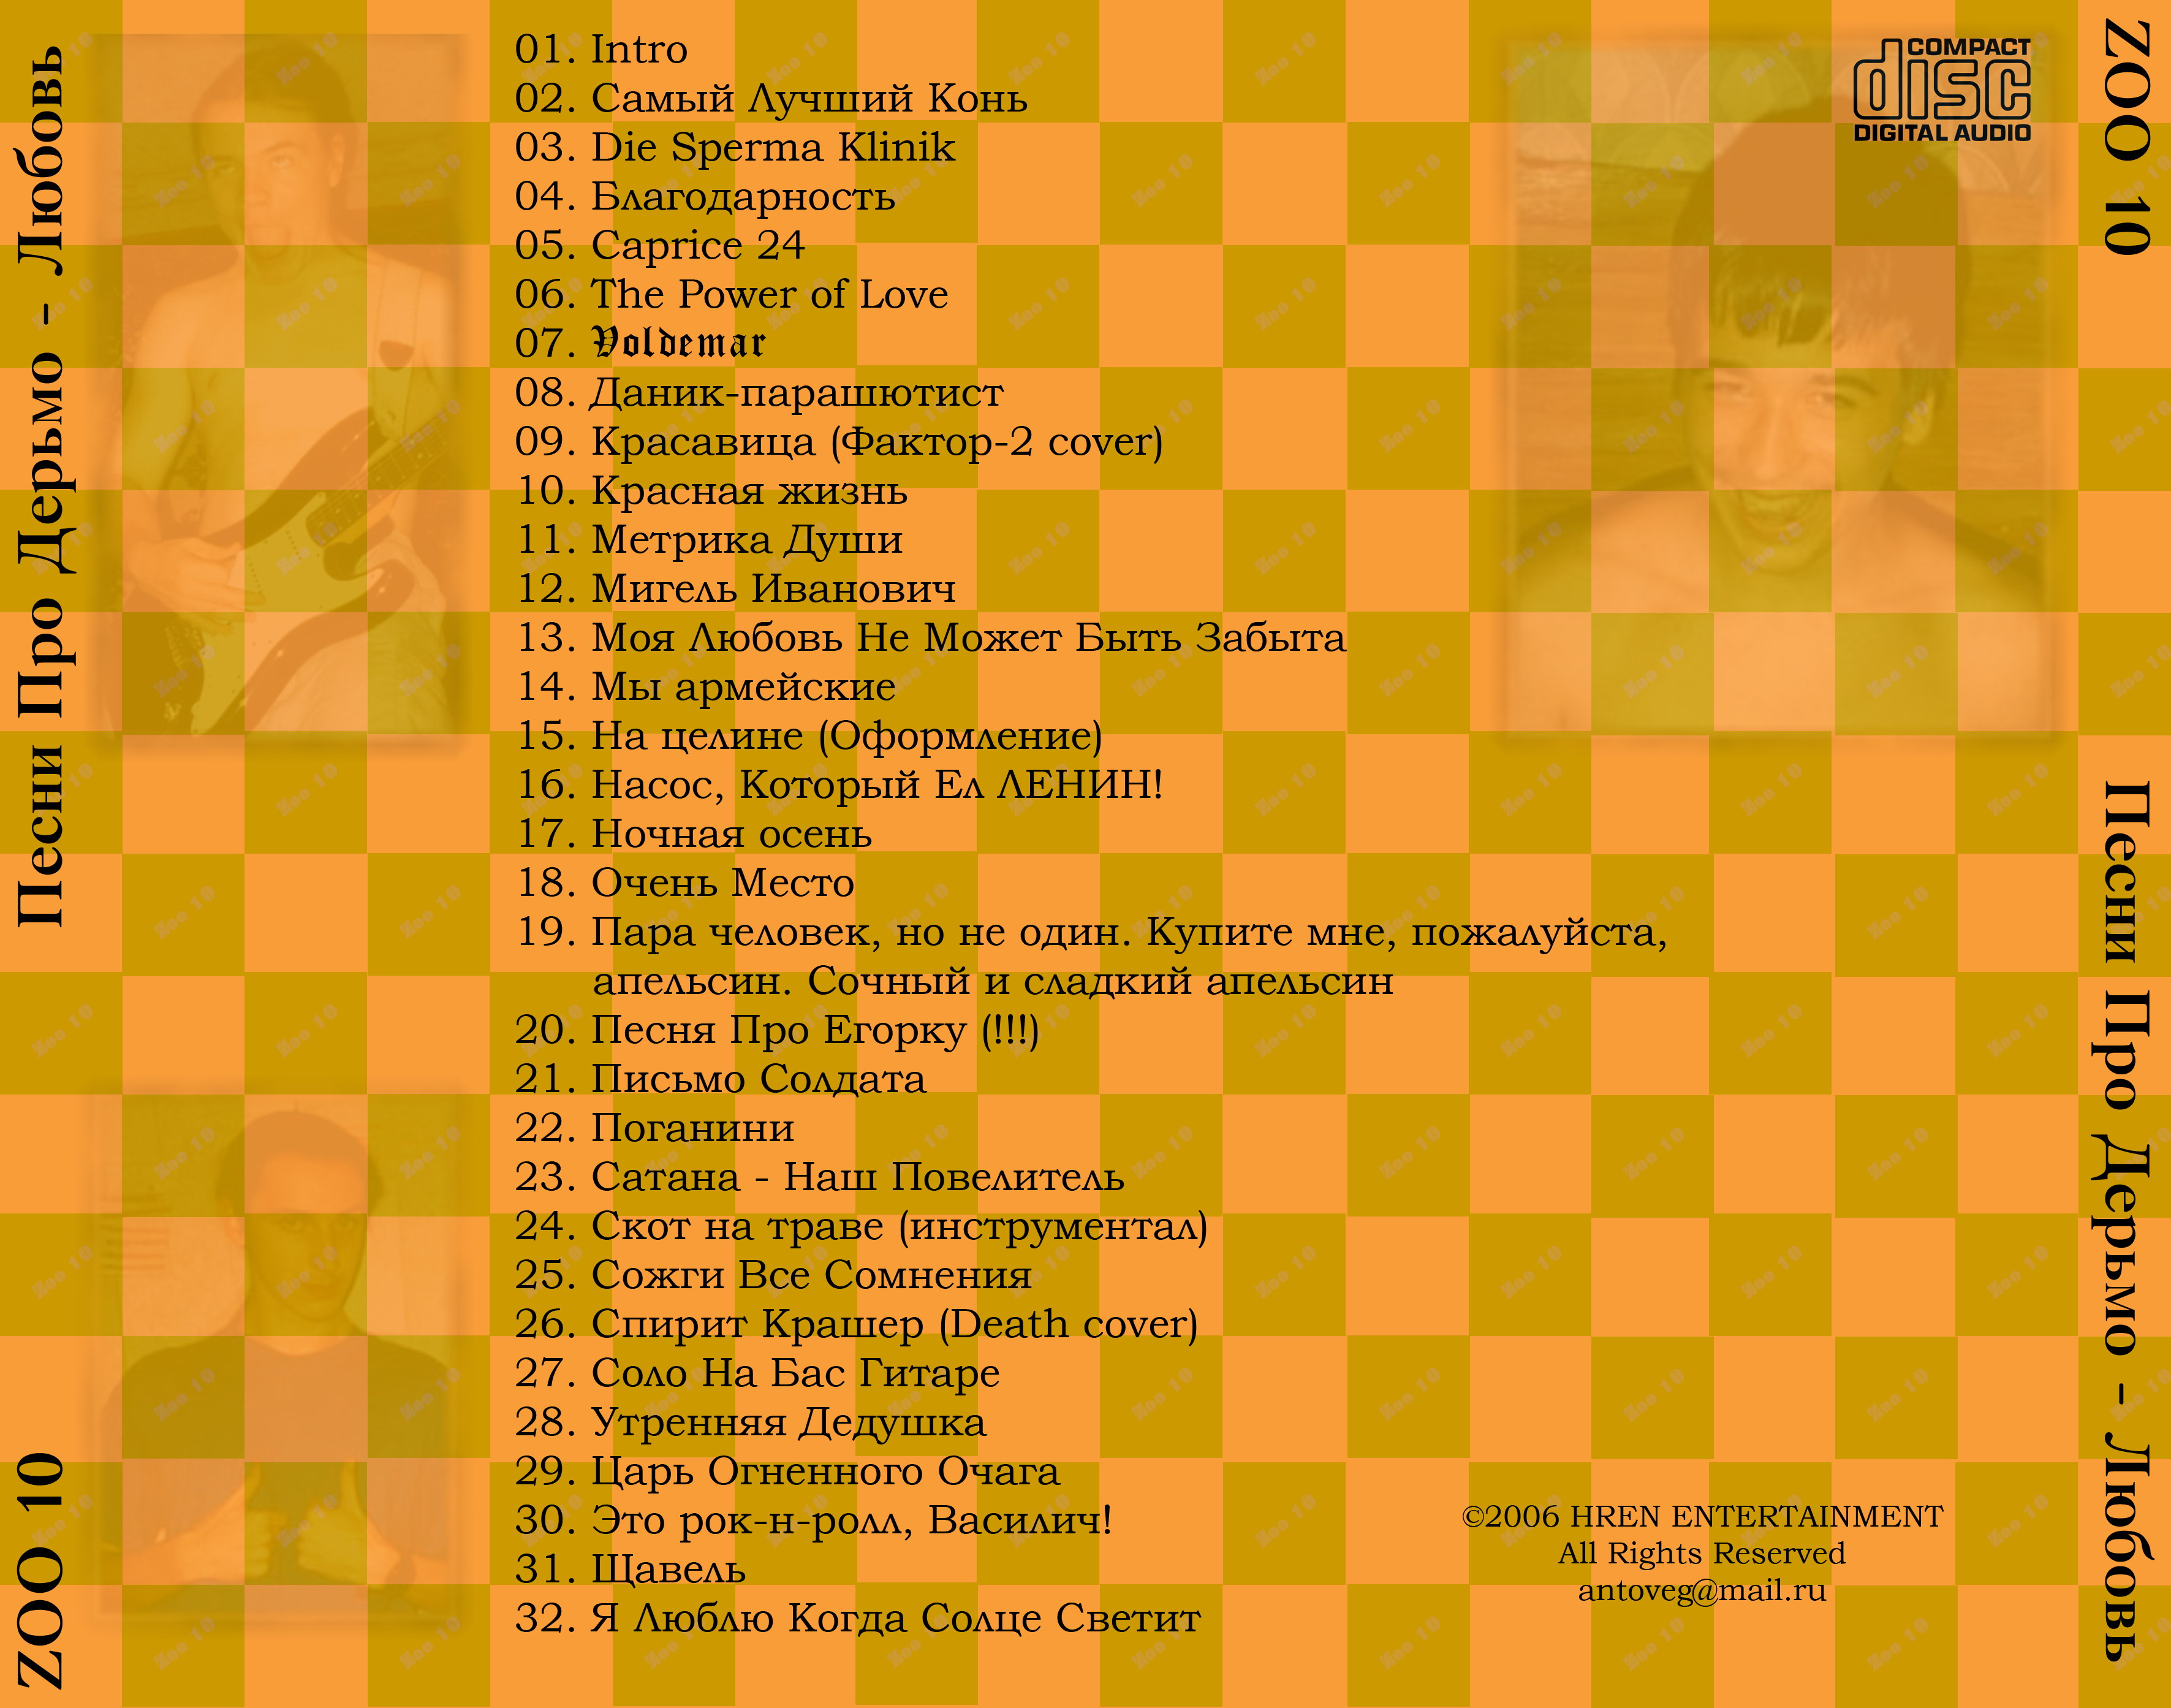 Песни Про Дерьмо - Любовь
ZOO 10
01. Intro
02. Самый Лучший Конь
03. Die Sperma Klinik
04. Благодарность
05. Caprice 24
06. The Power of Love
07. Voldemar
08. Даник-парашютист
09. Красавица (Фактор-2 cover)
10. Красная жизнь
11. Метрика Души
12. Мигель Иванович
13. Моя Любовь Не Может Быть Забыта
14. Мы армейские
15. На целине (Оформление)
16. Насос, Который Ел ЛЕНИН!
17. Ночная осень
18. Очень Место
19. Пара человек, но не один. Купите мне, пожалуйста,
апельсин. Сочный и сладкий апельсин
20. Песня Про Егорку (!!!)
21. Письмо Солдата
22. Поганини
23. Сатана - Наш Повелитель
24. Скот на траве (инструментал)
25. Сожги Все Сомнения
26. Спирит Крашер (Death cover)
27. Соло На Бас Гитаре
28. Утренняя Дедушка
29. Царь Огненного Очага
30. Это рок-н-ролл, Василич!
31. Щавель
32. Я Люблю Когда Солце Светит
COMPACT
disc
DIGITAL AUDIO
©2006 HREN ENTERTAINMENT
All Rights Reserved
antoveg@mail.ru
ZOO 10
Песни Про Дерьмо - Любовь
Zoo 10